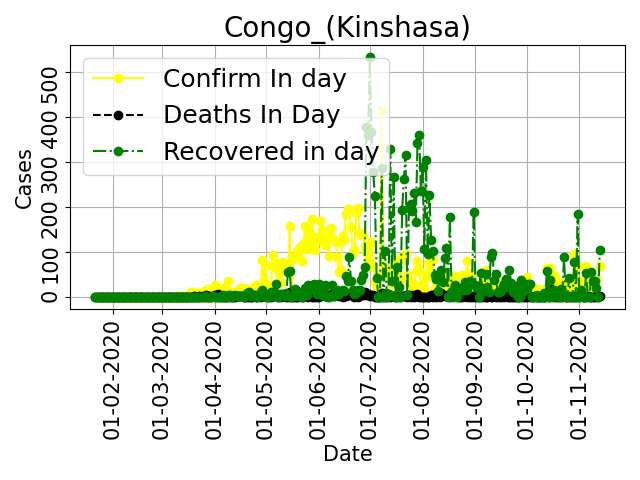 Congo_(Kinshasa)
Confirm In day
Deaths In Day
Recovered in day
Cases
500
400
300
200
100
0
01-02-2020
01-03-2020
01-04-2020
01-05-2020
01-06-2020
01-07-2020
01-08-2020
01-09-2020
01-10-2020
01-11-2020
Date